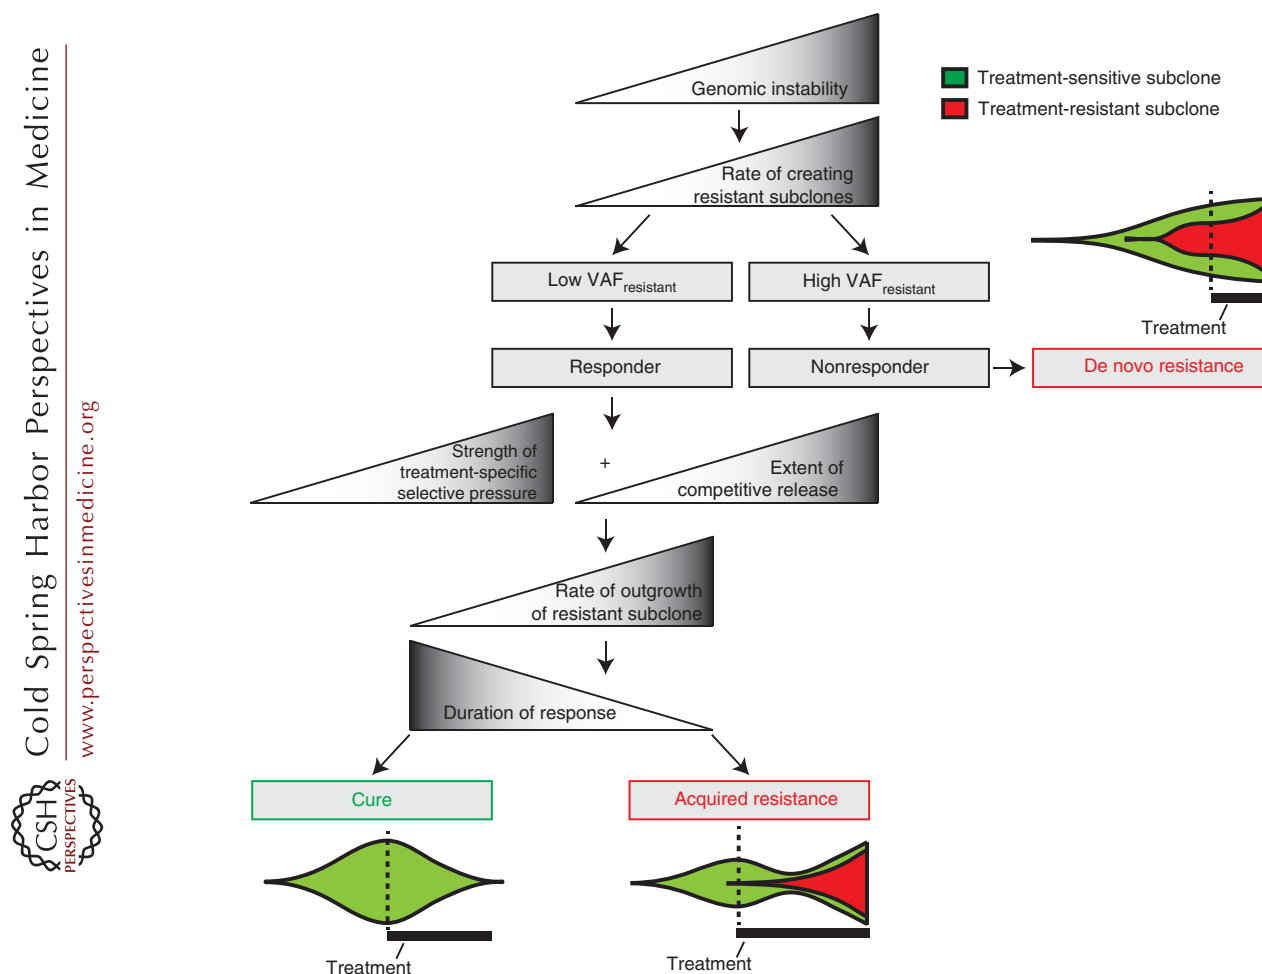 Cold Spring Harbor Perspectives in Medicine
www.perspectivesinmedicine.org
CSH
PERSPECTIVES
Genomic instability
Treatment-sensitive subclone
Treatment-resistant subclone
Rate of creating
resistant subclones
Low VAFresistant
High VAFresistant
Treatment
Responder
Nonresponder
De novo resistance
Strength of
treatment-specific
selective pressure
+
Extent of
competitive release
Rate of outgrowth
of resistant subclone
Duration of response
Cure
Acquired resistance
Treatment
Treatment